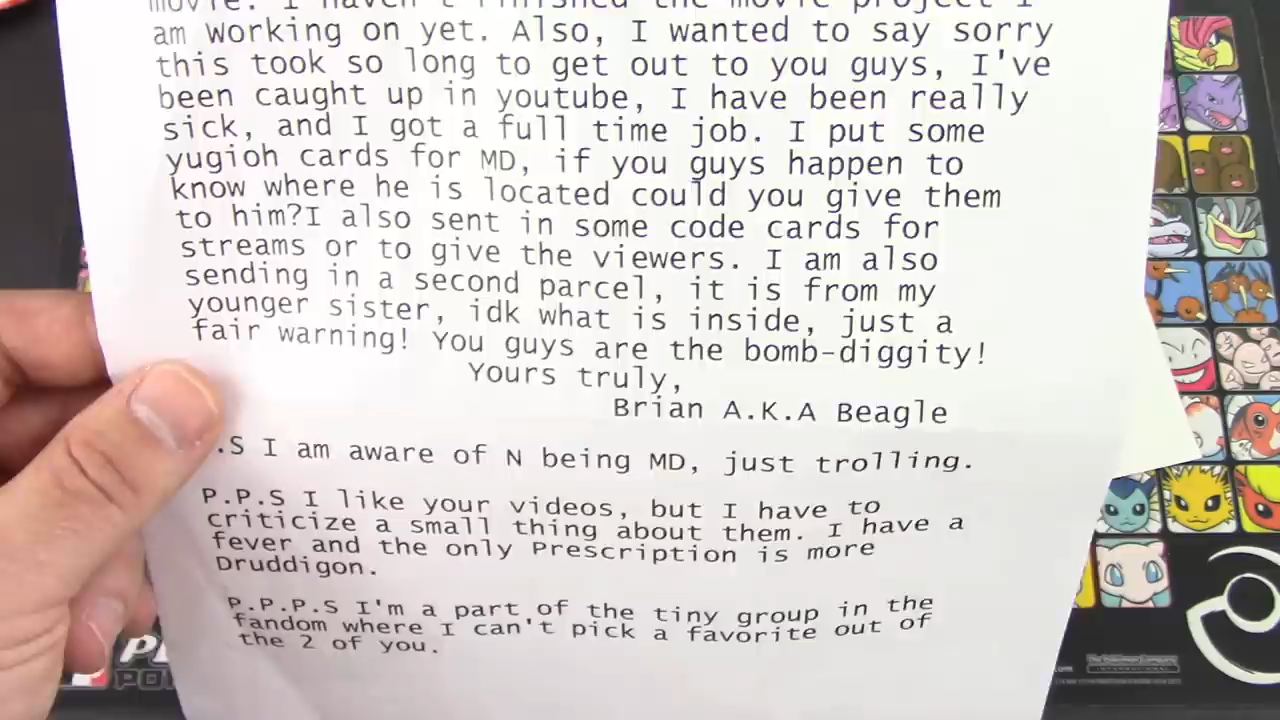 movie. I haven't finished the movie project I
am working on yet. Also, I wanted to say sorry
this took so long to get out to you guys, I've
been caught up in youtube, I have been really
sick, and I got a full time job. I put some
yugioh cards for MD, if you guys happen to
know where he is located could you give them
to him?I also sent in some code cards for
streams or to give the viewers. I am also
sending in a second parcel, it is from my
younger sister, idk what is inside, just a
fair warning! You guys are the bomb-diggity!
Yours truly,
Brian A.K.A Beagle
.S I am aware of N being MD, just trolling.
P.P.S I like your videos, but I have to
criticize a small thing about them. I have a
fever and the only Prescription is more
Druddigon.
P.P.P.S I'm a part of the tiny group in the
fandom where I can't pick a favorite out of
the 2 of you.